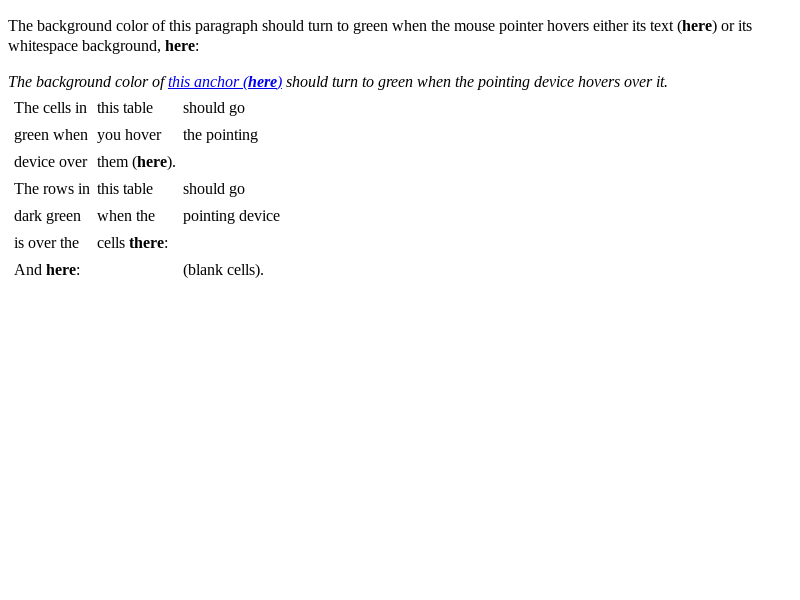 The background color of this paragraph should turn to green when the mouse pointer hovers either its text (here) or its
whitespace background, here:
The background color of this anchor (here) should turn to green when the pointing device hovers over it.
The cells in this table should go
green when you hover the pointing
device over them (here).
The rows in this table should go
dark green when the pointing device
is over the cells there:
And here: (blank cells).